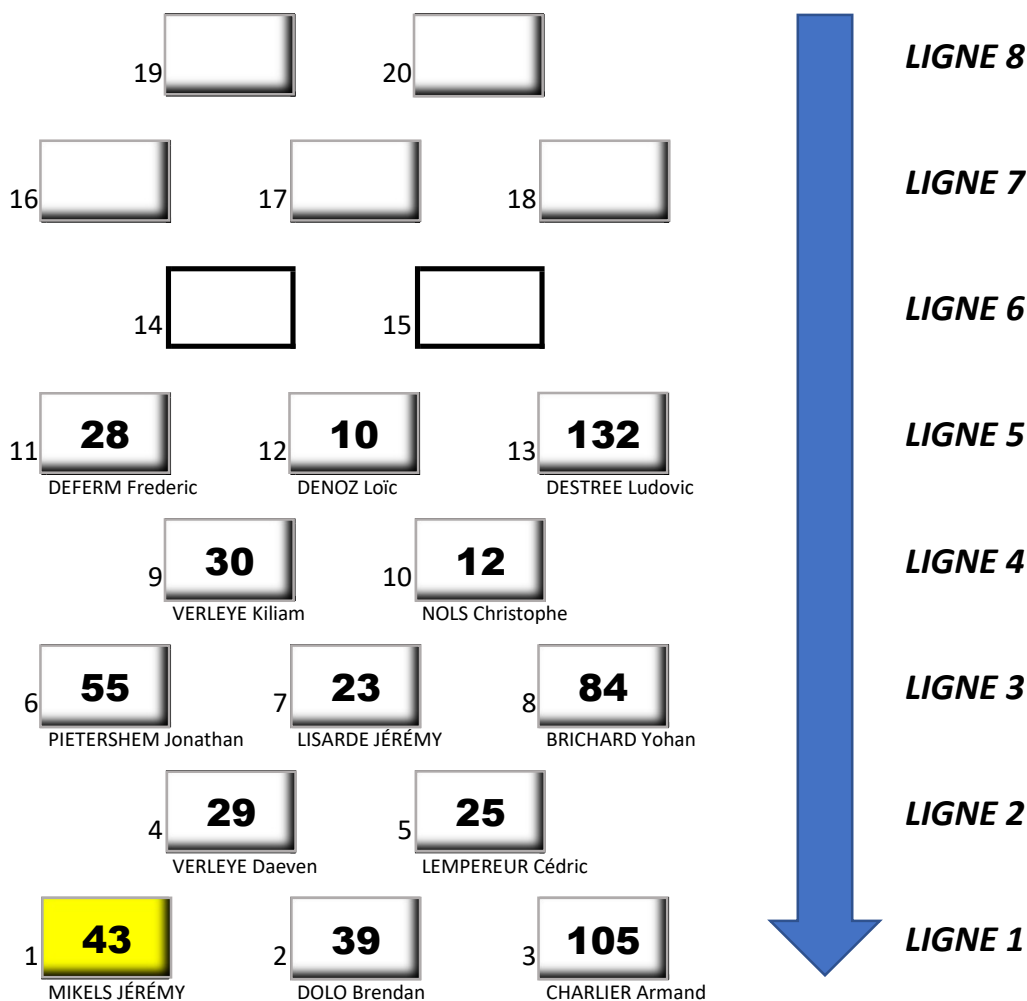 19 20 LIGNE 8
16 17 18 LIGNE 7
14 15 LIGNE 6
11 28 12 10 13 132 LIGNE 5
DEFERM Frederic DENOZ Loïc DESTREE Ludovic
9 30 10 12 LIGNE 4
VERLEYE Kiliam NOLS Christophe
6 55 7 23 8 84 LIGNE 3
PIETERSHEM Jonathan LISARDE JÉRÉMY BRICHARD Yohan
4 29 5 25 LIGNE 2
VERLEYE Daeven LEMPEREUR Cédric
1 43 2 39 3 105 LIGNE 1
MIKELS JÉRÉMY DOLO Brendan CHARLIER Armand